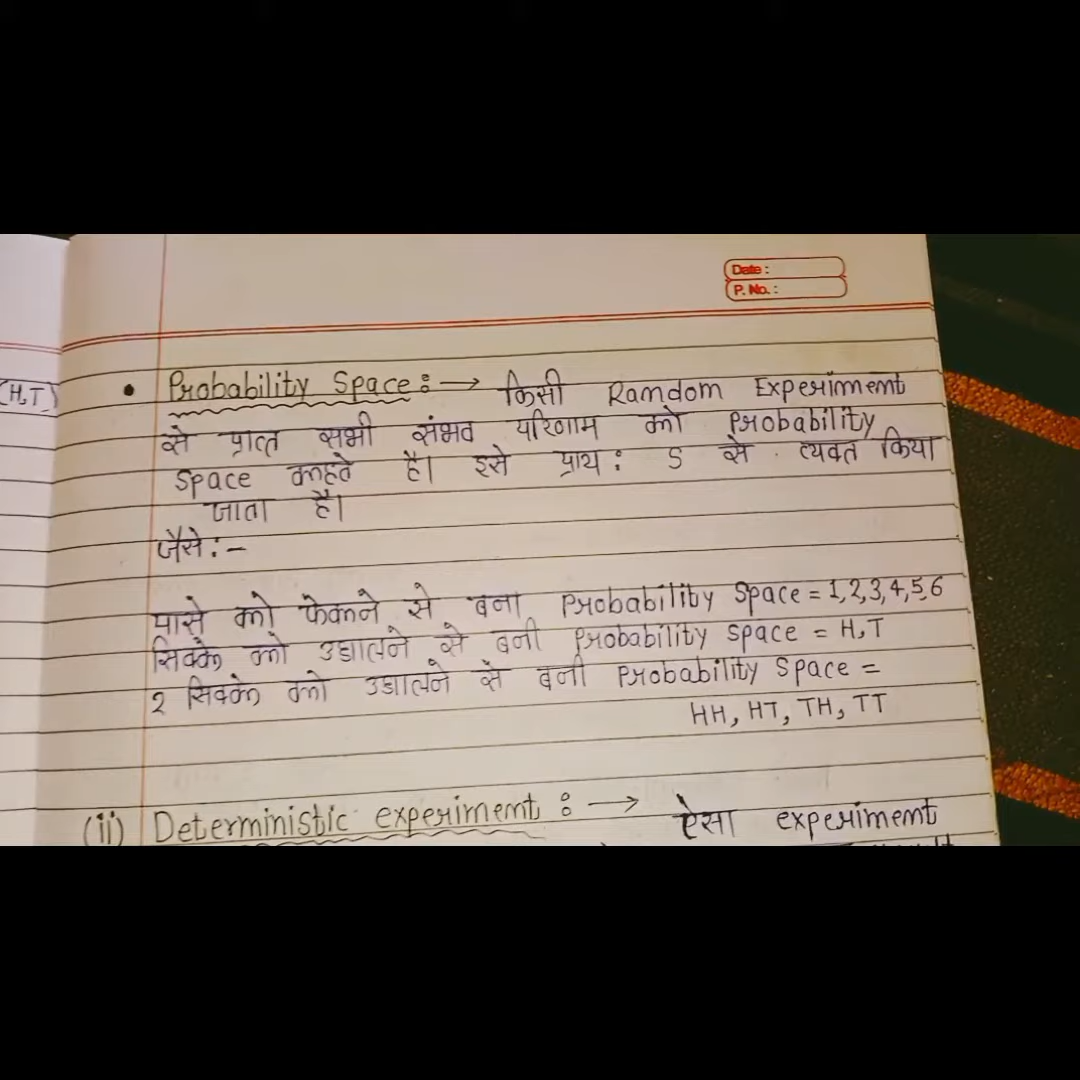 Date :
P. No. :
(H,T)
• Probability Space :→ किसी Random Experiment
से प्राप्त सभी संभव परिणाम को Probability
Space कहते है। इसे प्राय: S से व्यक्त किया
जाता है।
जैसे :-
पासे को फेकने से बना Probability Space = 1,2,3,4,5,6
सिक्के को उछालने से बनी Probability space = H,T
2 सिक्के को उछालने से बनी Probability Space =
HH, HT, TH, TT
(ii) Deterministic experiment :→ ऐसा experiment